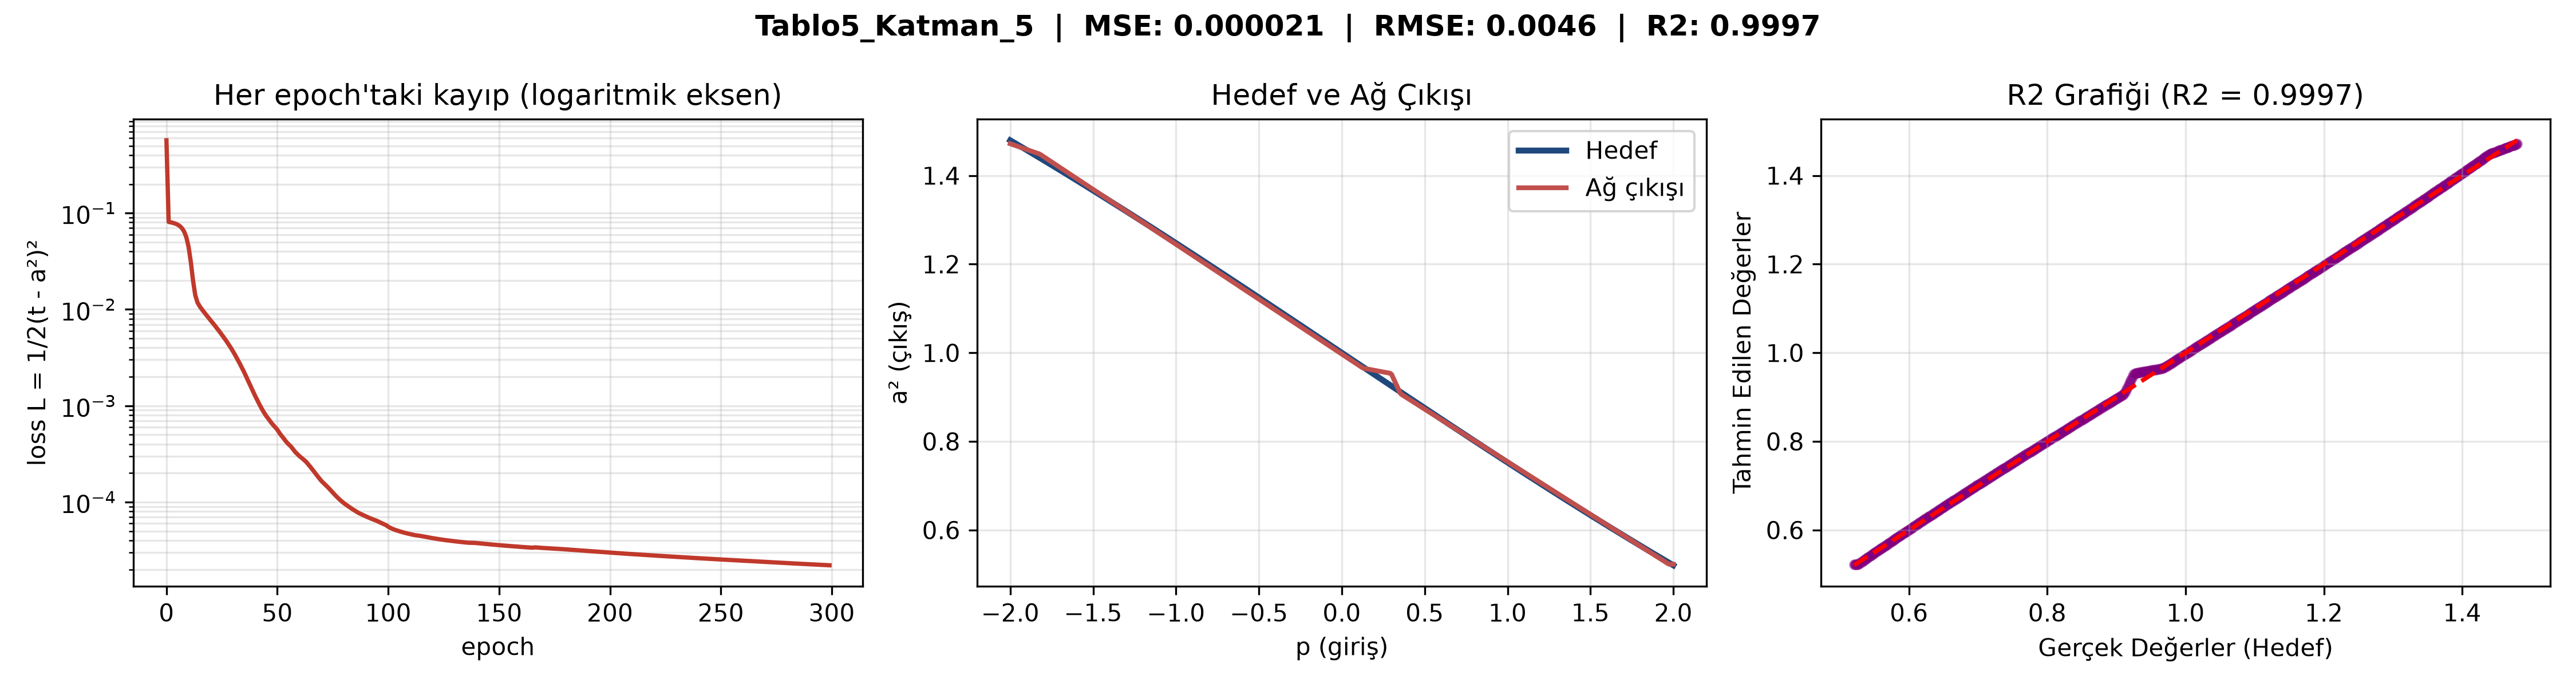 Tablo5_Katman_5 | MSE: 0.000021 | RMSE: 0.0046 | R2: 0.9997
Her epoch'taki kayıp (logaritmik eksen)
loss L = 1/2(t - a²)²
10⁻¹
10⁻²
10⁻³
10⁻⁴
0 50 100 150 200 250 300
epoch
Hedef ve Ağ Çıkışı
Hedef
Ağ çıkışı
a² (çıkış)
1.4
1.2
1.0
0.8
0.6
−2.0 −1.5 −1.0 −0.5 0.0 0.5 1.0 1.5 2.0
p (giriş)
R2 Grafiği (R2 = 0.9997)
Tahmin Edilen Değerler
1.4
1.2
1.0
0.8
0.6
0.6 0.8 1.0 1.2 1.4
Gerçek Değerler (Hedef)